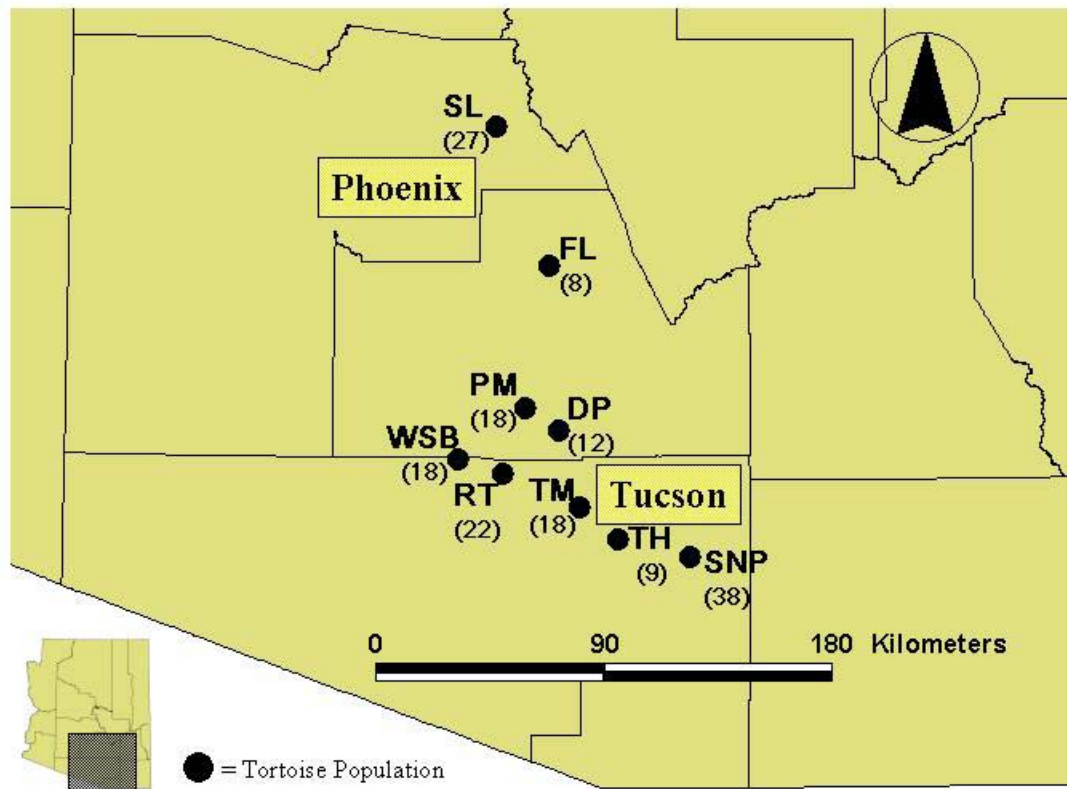 SL
(27)
Phoenix
FL
(8)
PM
(18)
DP
(12)
WSB
(18)
RT
(22)
TM
(18)
Tucson
TH
(9)
SNP
(38)
0 90 180 Kilometers
= Tortoise Population